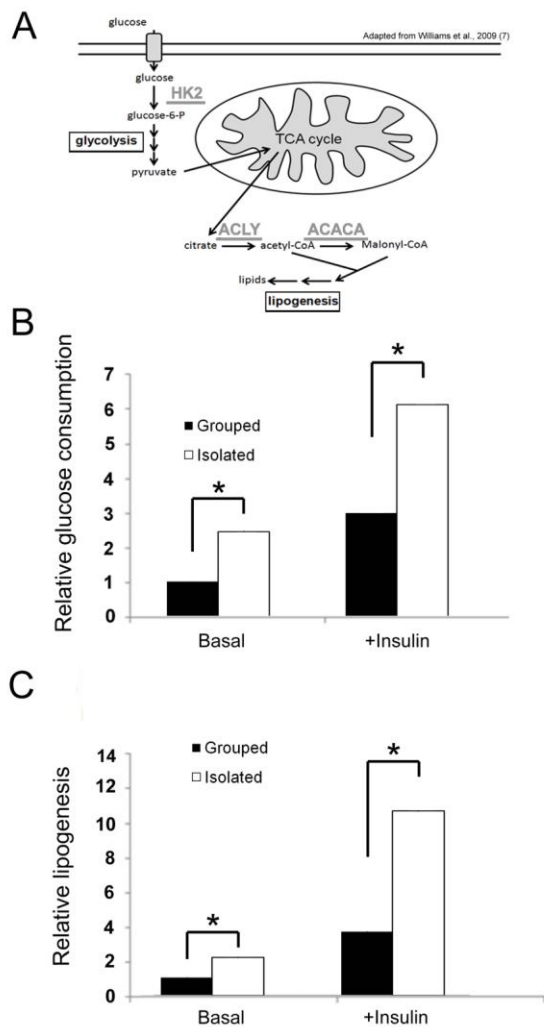 A
glucose
Adapted from Williams et al., 2009 (7)
glucose
HK2
glucose-6-P
glycolysis
TCA cycle
pyruvate
ACLY
ACACA
citrate
acetyl-CoA
Malonyl-CoA
lipids
lipogenesis
B
Relative glucose consumption
7
6
5
4
3
2
1
0
Grouped
Isolated
*
*
Basal
+Insulin
C
Relative lipogenesis
14
12
10
8
6
4
2
0
Grouped
Isolated
*
*
Basal
+Insulin